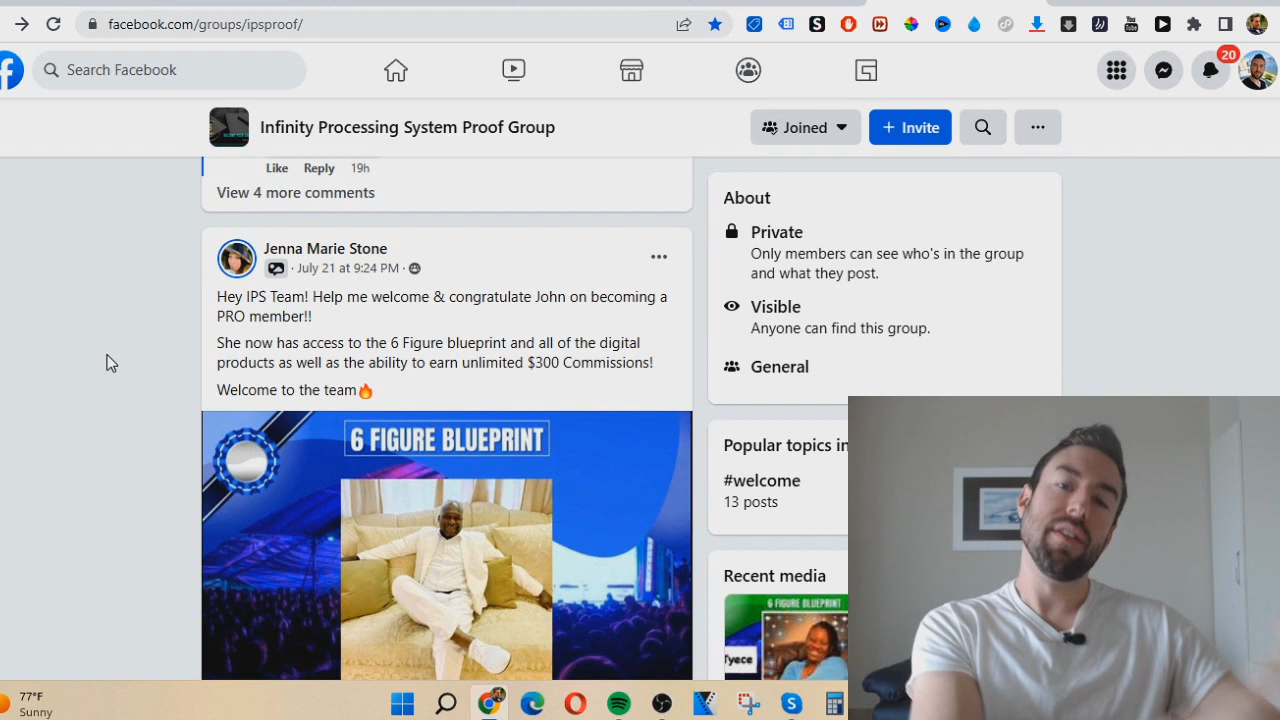 facebook.com/groups/ipsproof/
Search Facebook
20
Infinity Processing System Proof Group
Joined
+ Invite
Like Reply 19h
View 4 more comments
Jenna Marie Stone
· July 21 at 9:24 PM ·
Hey IPS Team! Help me welcome & congratulate John on becoming a
PRO member!!
She now has access to the 6 Figure blueprint and all of the digital
products as well as the ability to earn unlimited $300 Commissions!
Welcome to the team🔥
6 FIGURE BLUEPRINT
About
Private
Only members can see who's in the group
and what they post.
Visible
Anyone can find this group.
General
Popular topics in
#welcome
13 posts
Recent media
6 FIGURE BLUEPRINT
Tyece
77°F
Sunny